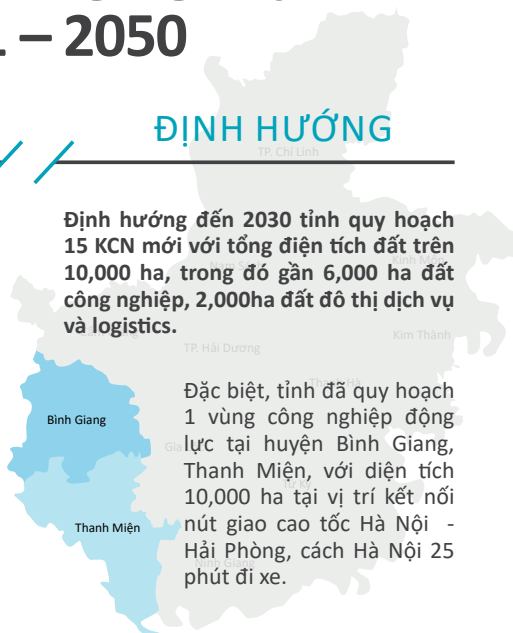 – 2050
ĐỊNH HƯỚNG
TP. Chí Linh
Định hướng đến 2030 tỉnh quy hoạch
15 KCN mới với tổng điện tích đất trên
10,000 ha, trong đó gần 6,000 ha đất
công nghiệp, 2,000ha đất đô thị dịch vụ
và logistics.
Kinh Môn
Kim Thành
TP. Hải Dương
Bình Giang
Thanh Miện
Đặc biệt, tỉnh đã quy hoạch
1 vùng công nghiệp động
lực tại huyện Bình Giang,
Thanh Miện, với diện tích
10,000 ha tại vị trí kết nối
nút giao cao tốc Hà Nội -
Hải Phòng, cách Hà Nội 25
phút đi xe.
Ninh Giang